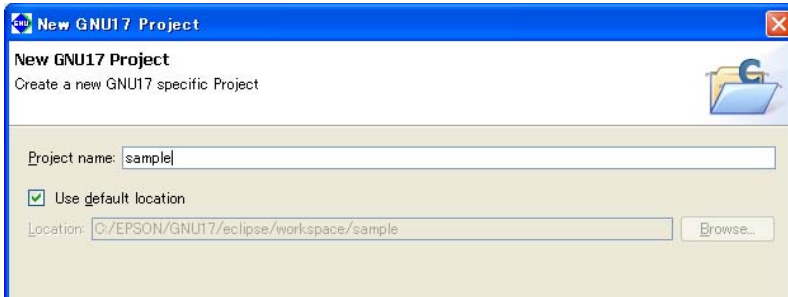 GNU New GNU17 Project
New GNU17 Project
Create a new GNU17 specific Project
C
Project name: sample
Use default location
Location: C:/EPSON/GNU17/eclipse/workspace/sample Browse...